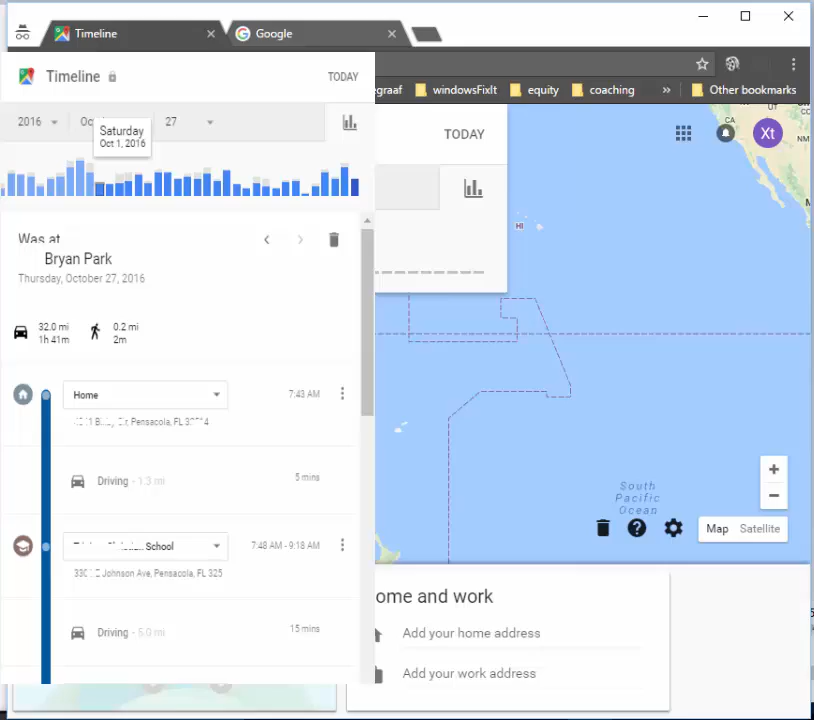 Timeline
Google
egraaf
windowsFixIt
equity
coaching
»
Other bookmarks
Timeline
TODAY
2016
27
Saturday
Oct 1, 2016
TODAY
CA
UT
NM
Xt
HI
Was at
Bryan Park
Thursday, October 27, 2016
32.0 mi
1h 41m
0.2 mi
2m
Home
7:43 AM
Pensacola, FL
Driving - 1.3 mi
5 mins
School
7:48 AM - 9:18 AM
Johnson Ave, Pensacola, FL 325
Driving - 5.0 mi
15 mins
South
Pacific
Ocean
Map
Satellite
ome and work
Add your home address
Add your work address